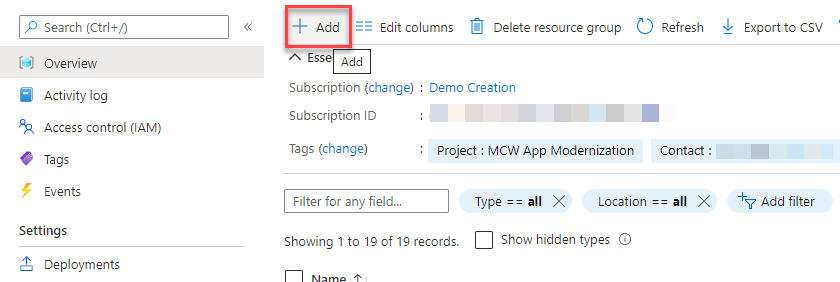 Search (Ctrl+/)
«
Overview
Activity log
Access control (IAM)
Tags
Events
Settings
Deployments
+ Add Edit columns Delete resource group Refresh Export to CSV
Esse
Add
Subscription (change) : Demo Creation
Subscription ID :
Tags (change) : Project : MCW App Modernization Contact :
Filter for any field... Type == all Location == all Add filter
Showing 1 to 19 of 19 records. Show hidden types
Name ↑